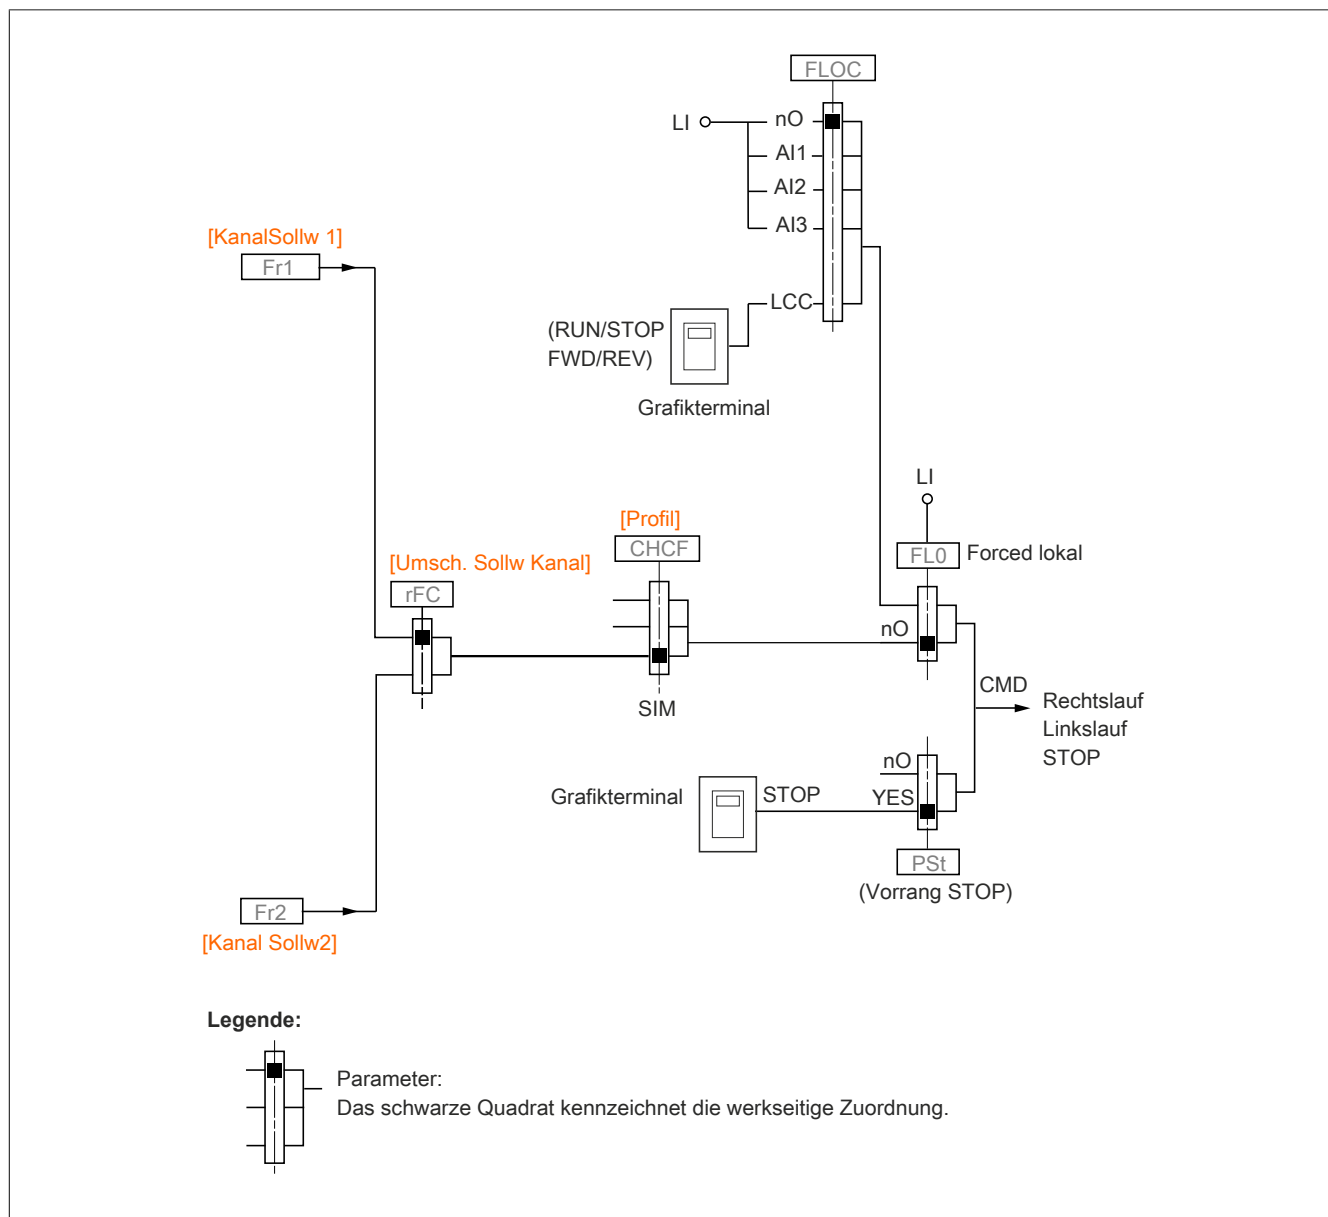 FLOC
LI
nO
AI1
AI2
AI3
LCC
[KanalSollw 1]
Fr1
(RUN/STOP
FWD/REV)
Grafikterminal
LI
[Profil]
CHCF
FL0
Forced lokal
[Umsch. Sollw Kanal]
rFC
nO
SIM
CMD
Rechtslauf
Linkslauf
STOP
nO
Grafikterminal
STOP
YES
PSt
(Vorrang STOP)
Fr2
[Kanal Sollw2]
Legende:
Parameter:
Das schwarze Quadrat kennzeichnet die werkseitige Zuordnung.